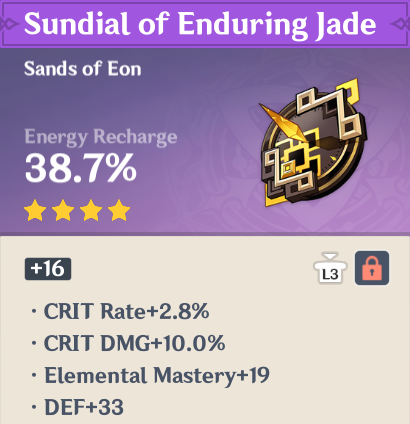 Sundial of Enduring Jade
Sands of Eon
Energy Recharge
38.7%
+16
L3
· CRIT Rate+2.8%
· CRIT DMG+10.0%
· Elemental Mastery+19
· DEF+33